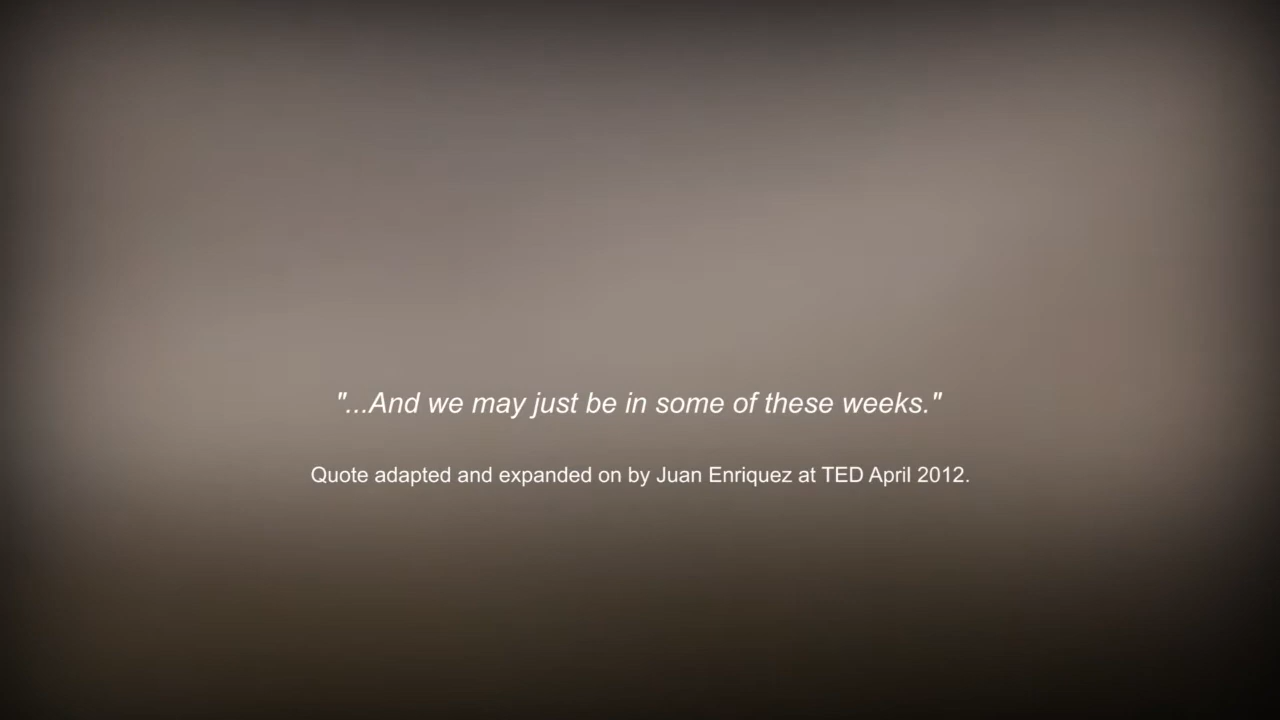 "...And we may just be in some of these weeks."
Quote adapted and expanded on by Juan Enriquez at TED April 2012.